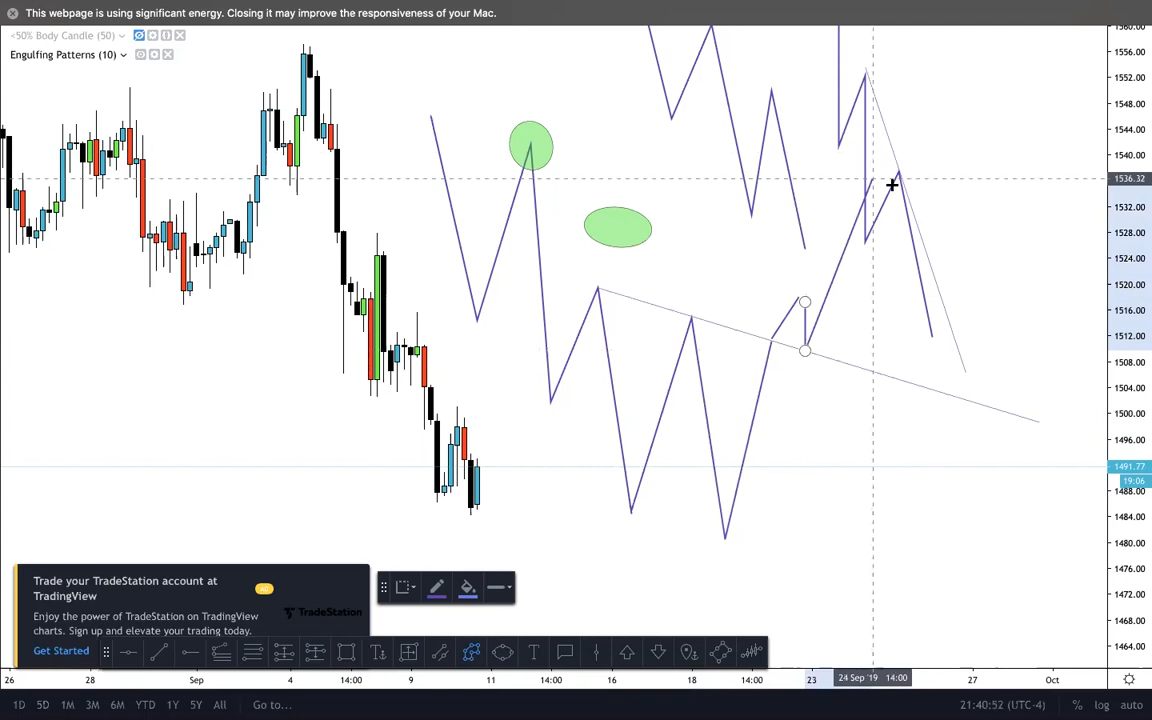 This webpage is using significant energy. Closing it may improve the responsiveness of your Mac.
<50% Body Candle (50)
Engulfing Patterns (10)
1560.00
1556.00
1552.00
1548.00
1544.00
1540.00
1536.32
1532.00
1528.00
1524.00
1520.00
1516.00
1512.00
1508.00
1504.00
1500.00
1496.00
1491.77
19:06
1488.00
1484.00
1480.00
1476.00
1472.00
1468.00
1464.00
Trade your TradeStation account at
TradingView
AD
TradeStation
Enjoy the power of TradeStation on TradingView
charts. Sign up and elevate your trading today.
Get Started
26 28 Sep 4 14:00 9 11 14:00 16 18 14:00 23 24 Sep '19 14:00 27 Oct
1D 5D 1M 3M 6M YTD 1Y 5Y All Go to... 21:40:52 (UTC-4) % log auto